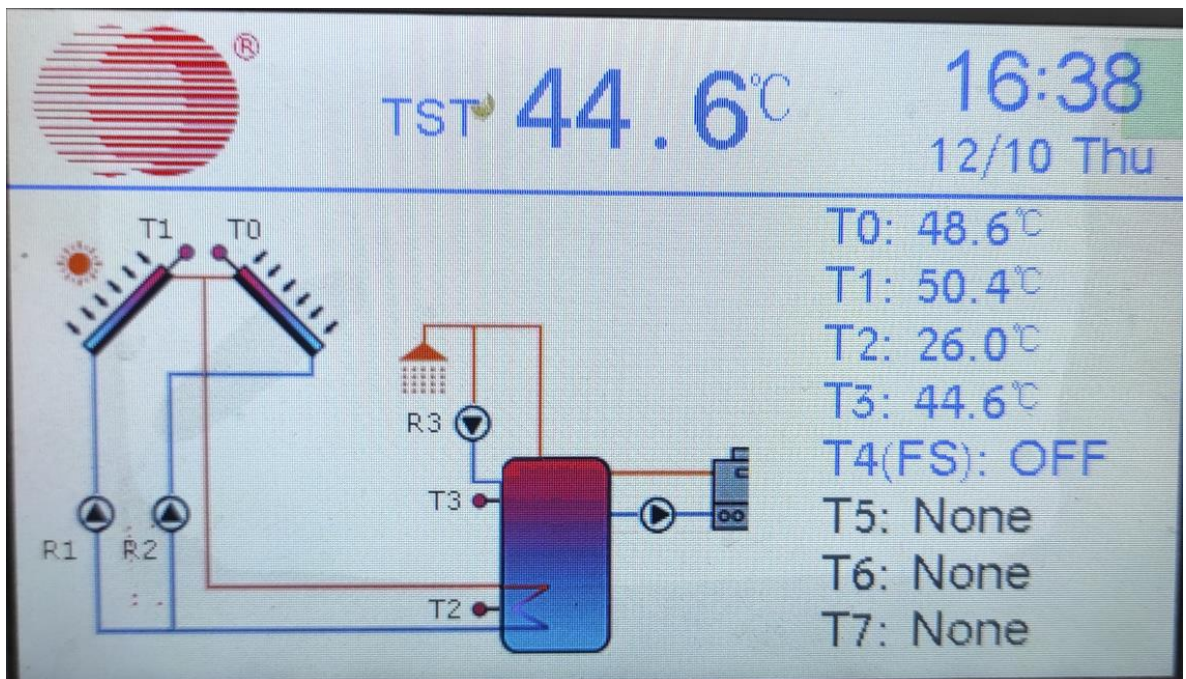 ®
TST 44.6℃
16:38
12/10 Thu
T1 T0
R3
T3
R1 R2
T2
T0: 48.6℃
T1: 50.4℃
T2: 26.0℃
T3: 44.6℃
T4(FS): OFF
T5: None
T6: None
T7: None